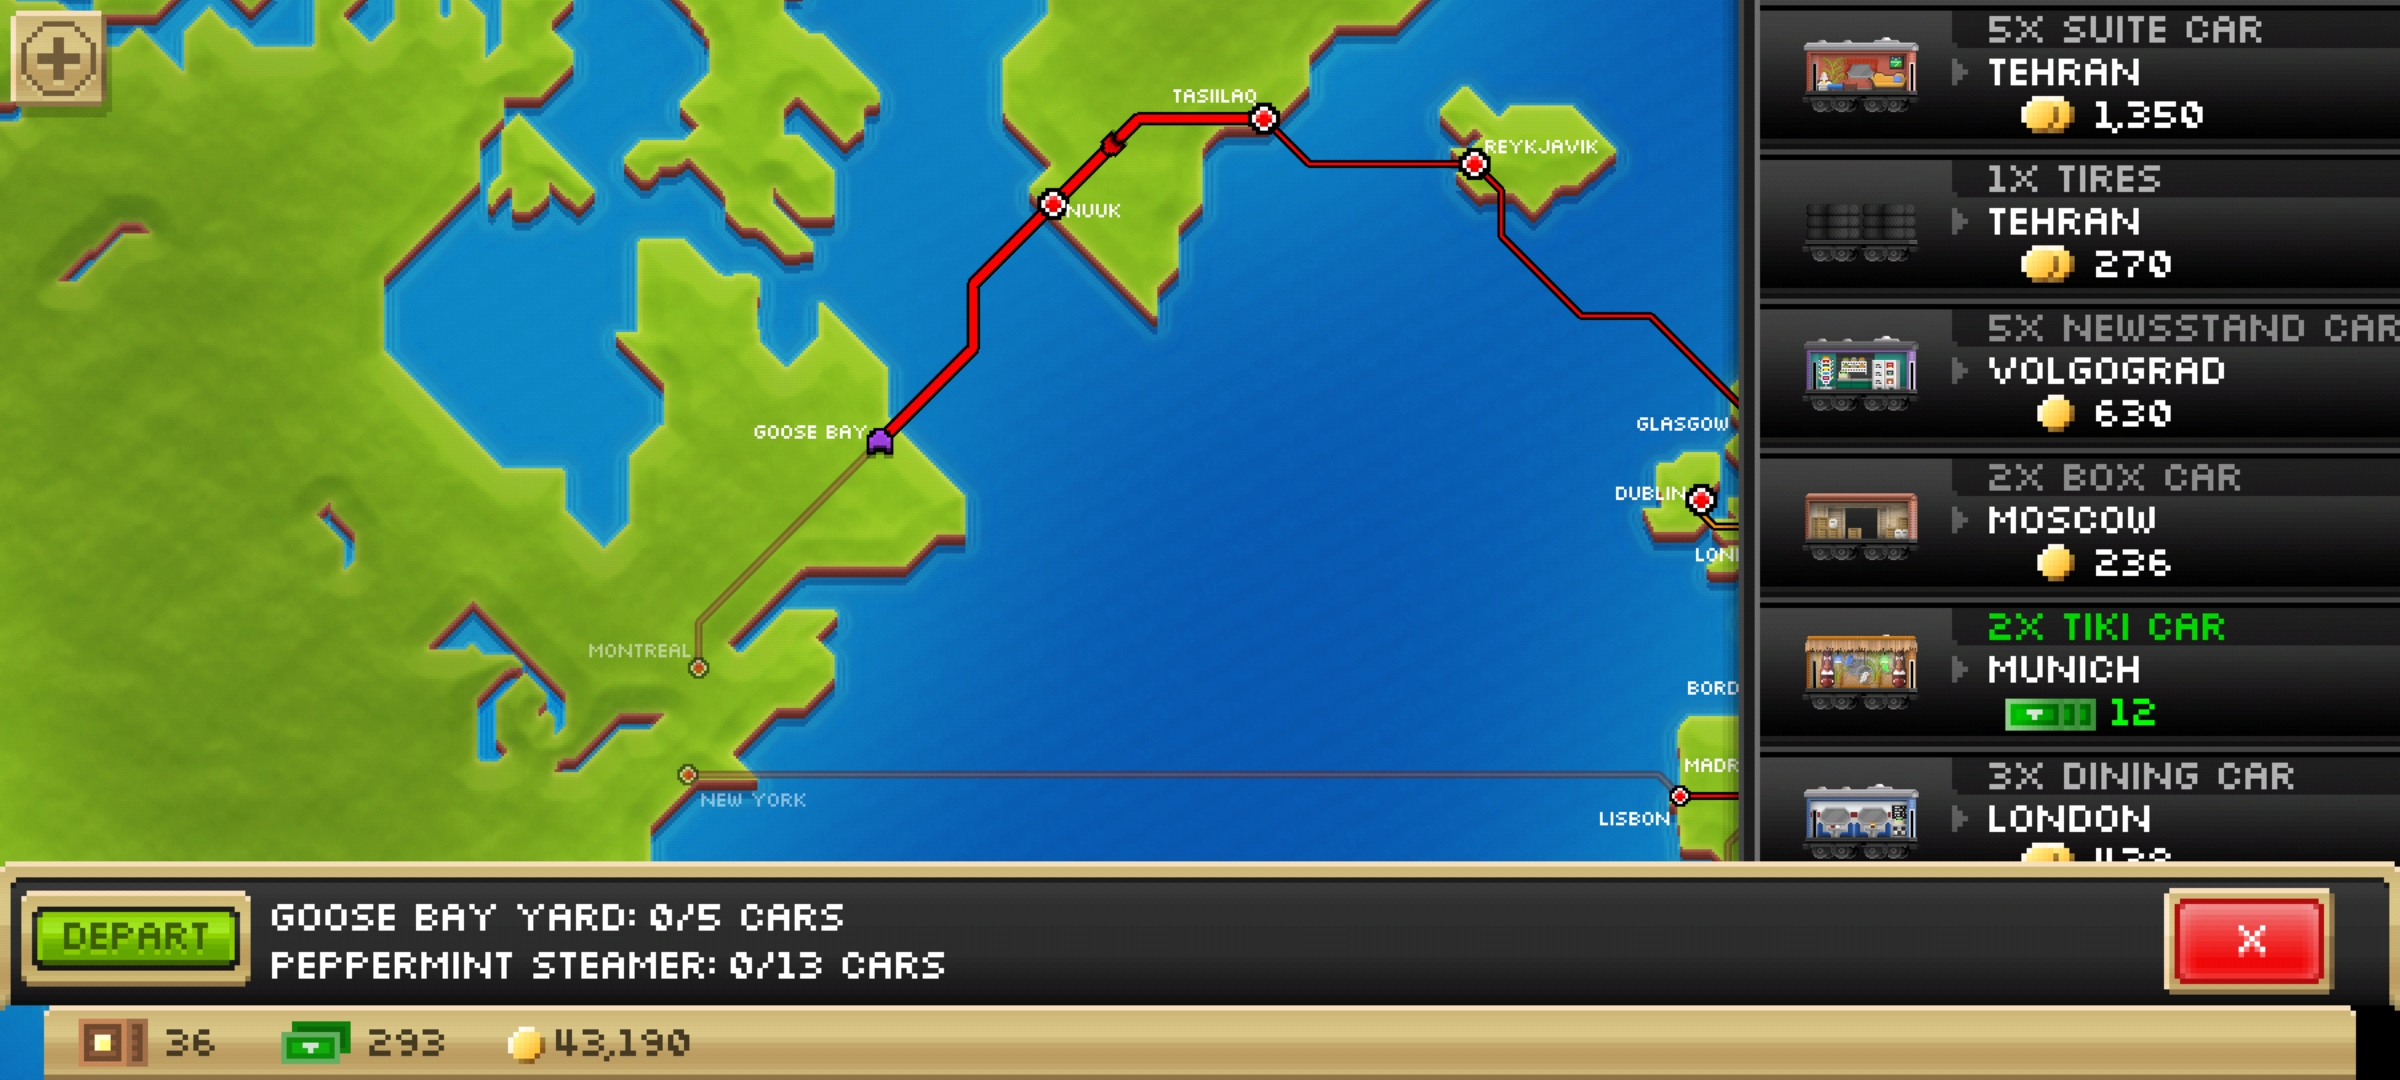 TASIILAQ
REYKJAVIK
NUUK
GOOSE BAY
GLASGOW
DUBLIN
MONTREAL
NEW YORK
LISBON
5X SUITE CAR
TEHRAN
1,350
1X TIRES
TEHRAN
270
5X NEWSSTAND CAR
VOLGOGRAD
630
2X BOX CAR
MOSCOW
236
2X TIKI CAR
MUNICH
12
3X DINING CAR
LONDON
DEPART
GOOSE BAY YARD: 0/5 CARS
PEPPERMINT STEAMER: 0/13 CARS
X
36
293
43,190